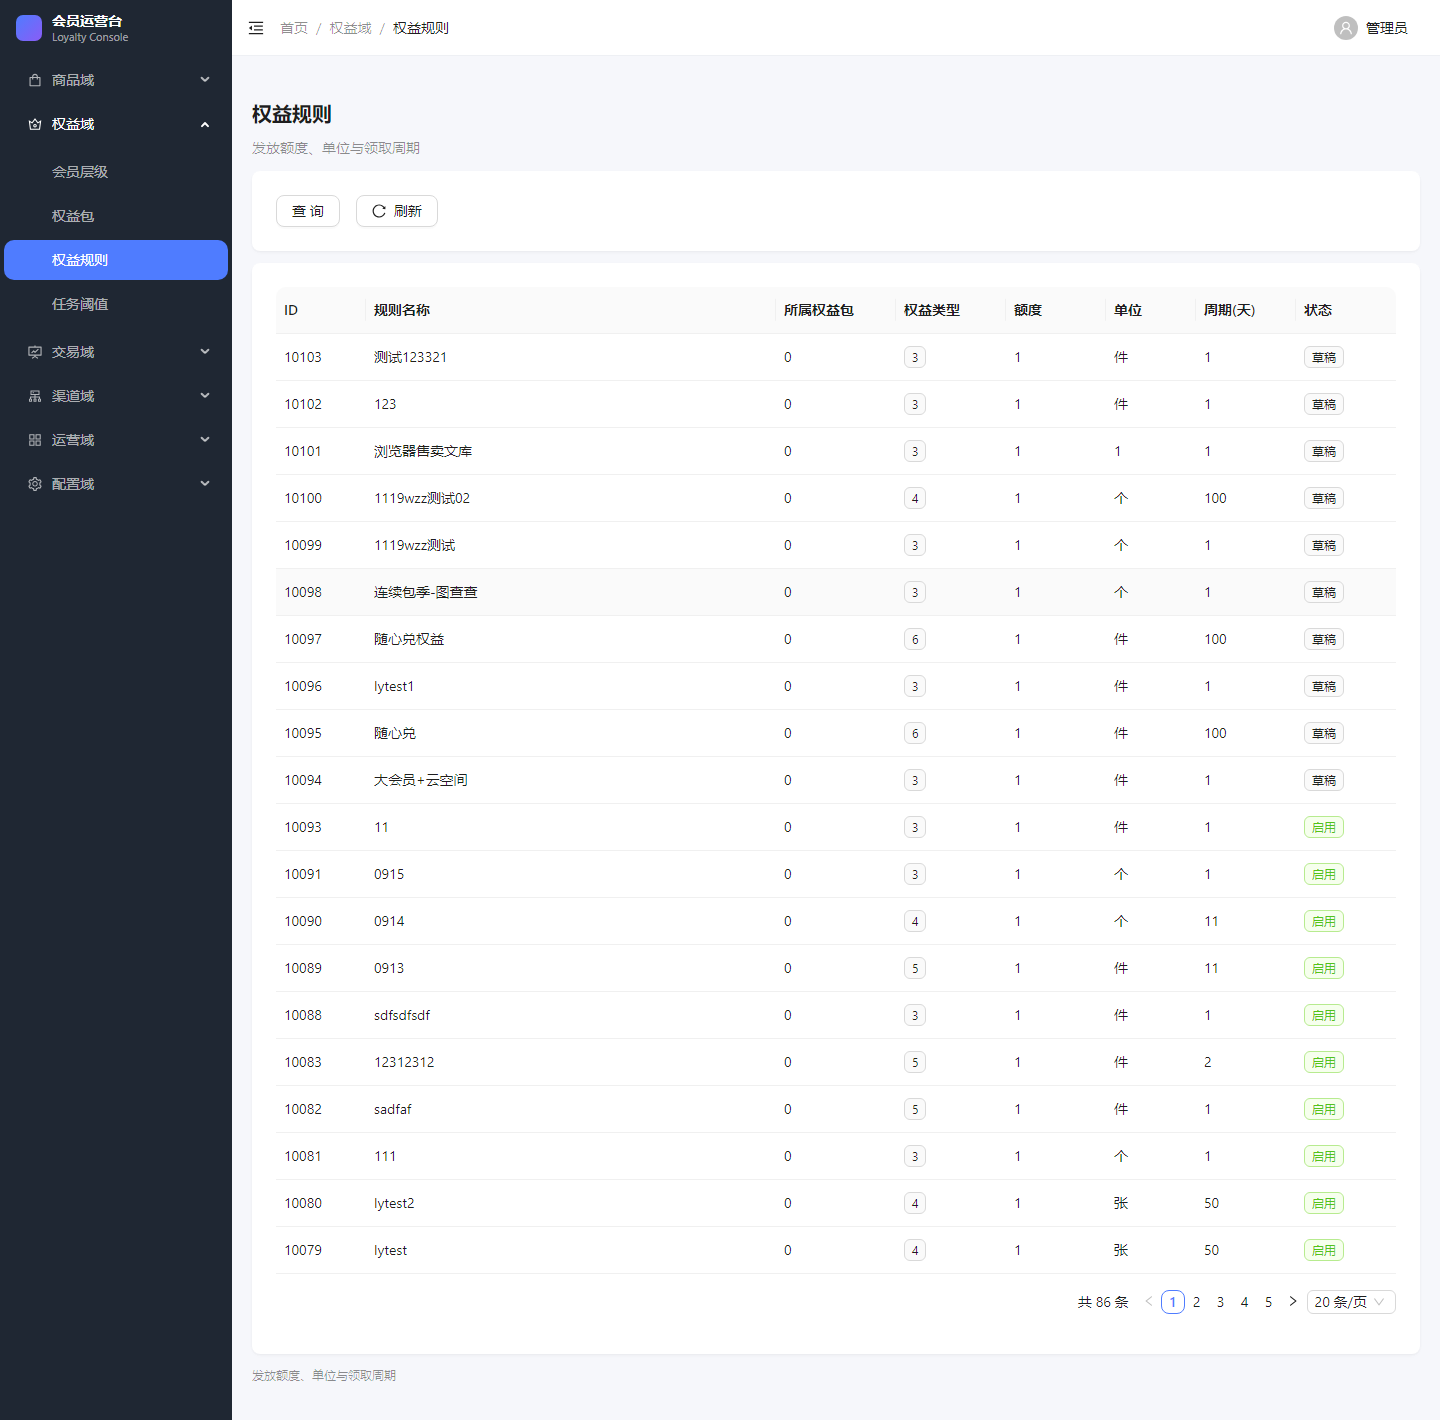 会员运营台
Loyalty Console
商品域
权益域
会员层级
权益包
权益规则
任务阈值
交易域
渠道域
运营域
配置域
首页 / 权益域 / 权益规则
管理员
权益规则
发放额度、单位与领取周期
查 询
刷新
ID 规则名称 所属权益包 权益类型 额度 单位 周期(天) 状态
10103 测试123321 0 3 1 件 1 草稿
10102 123 0 3 1 件 1 草稿
10101 浏览器售卖文库 0 3 1 1 1 草稿
10100 1119wzz测试02 0 4 1 个 100 草稿
10099 1119wzz测试 0 3 1 个 1 草稿
10098 连续包季-图查查 0 3 1 个 1 草稿
10097 随心兑权益 0 6 1 件 100 草稿
10096 lytest1 0 3 1 件 1 草稿
10095 随心兑 0 6 1 件 100 草稿
10094 大会员+云空间 0 3 1 件 1 草稿
10093 11 0 3 1 件 1 启用
10091 0915 0 3 1 个 1 启用
10090 0914 0 4 1 个 11 启用
10089 0913 0 5 1 件 11 启用
10088 sdfsdfsdf 0 3 1 件 1 启用
10083 12312312 0 5 1 件 2 启用
10082 sadfaf 0 5 1 件 1 启用
10081 111 0 3 1 个 1 启用
10080 lytest2 0 4 1 张 50 启用
10079 lytest 0 4 1 张 50 启用
共 86 条 1 2 3 4 5 20 条/页
发放额度、单位与领取周期